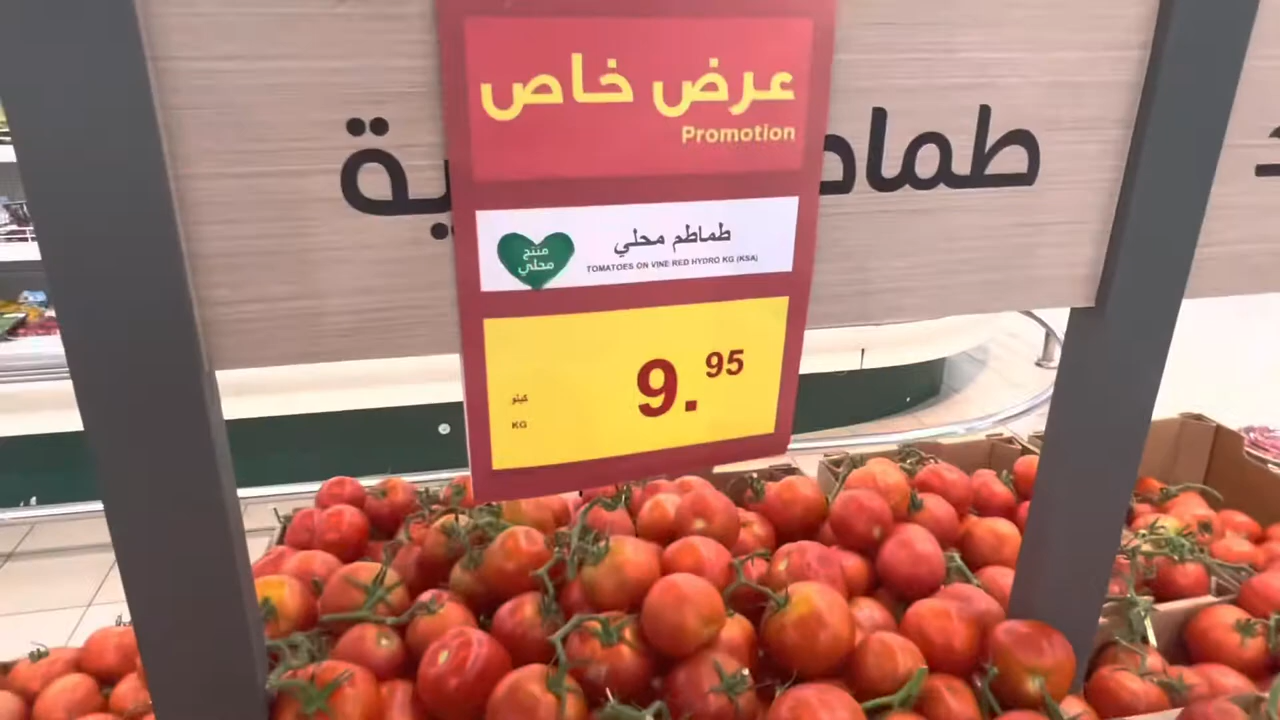 عرض خاص
Promotion
منتج
محلي
طماطم محلي
TOMATOES ON VINE RED HYDRO KG (KSA)
9.95
كيلو
KG